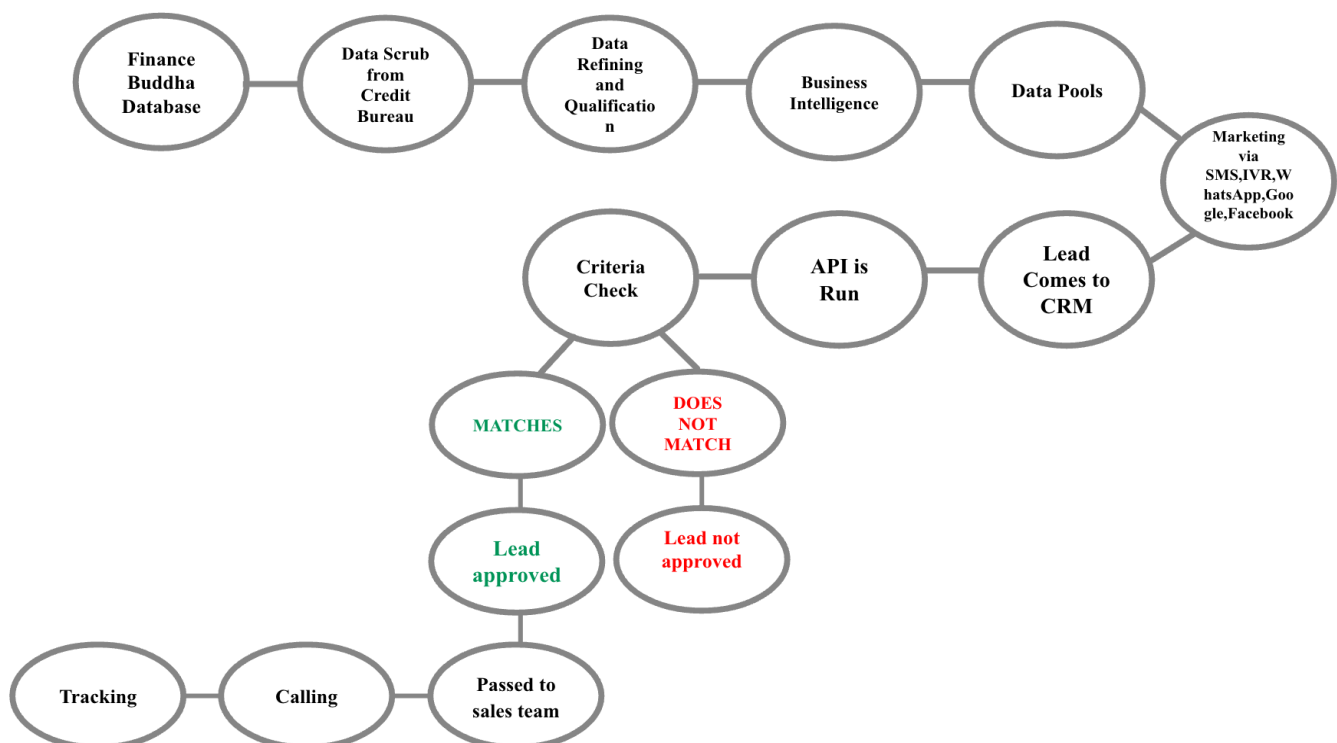 Finance
Buddha
Database
Data Scrub
from
Credit
Bureau
Data
Refining
and
Qualificatio
n
Business
Intelligence
Data Pools
Marketing
via
SMS,IVR,W
hatsApp,Goo
gle,Facebook
Lead
Comes to
CRM
API is
Run
Criteria
Check
MATCHES
DOES
NOT
MATCH
Lead
approved
Lead not
approved
Passed to
sales team
Calling
Tracking